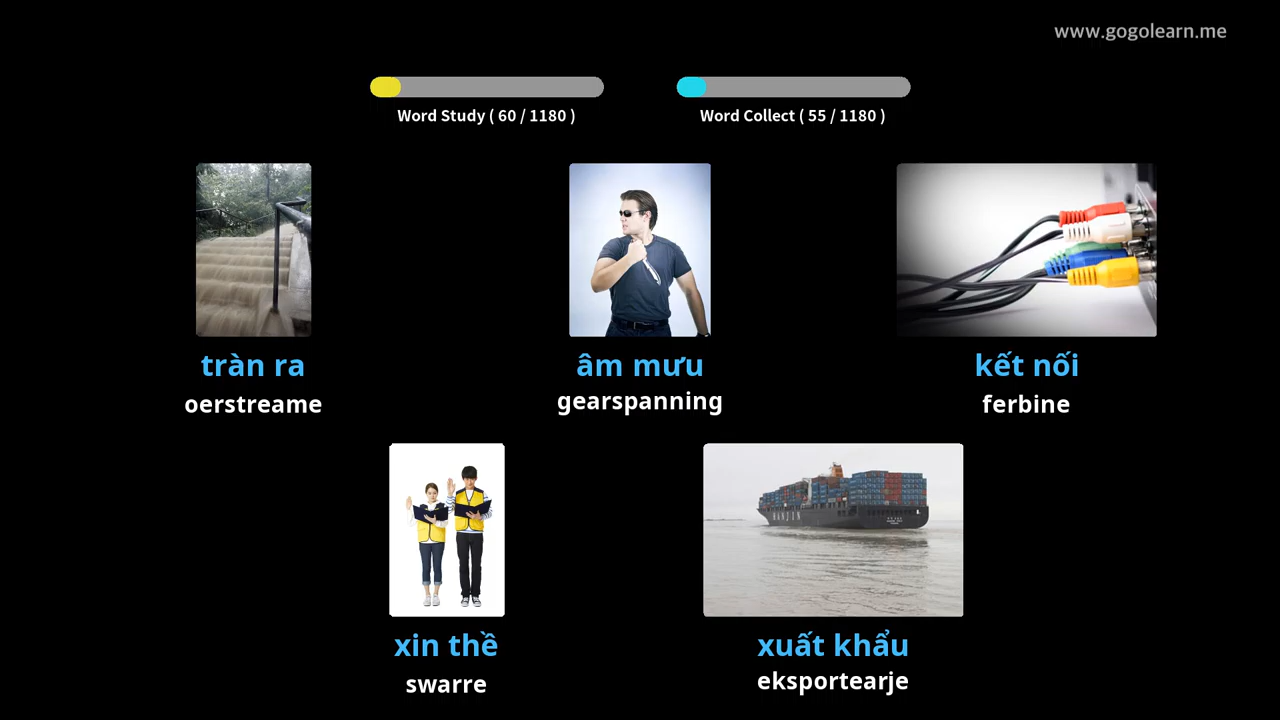 www.gogolearn.me
Word Study ( 60 / 1180 )
Word Collect ( 55 / 1180 )
tràn ra
oerstreame
âm mưu
gearspanning
kết nối
ferbine
xin thề
swarre
HANJIN
xuất khẩu
eksportearje